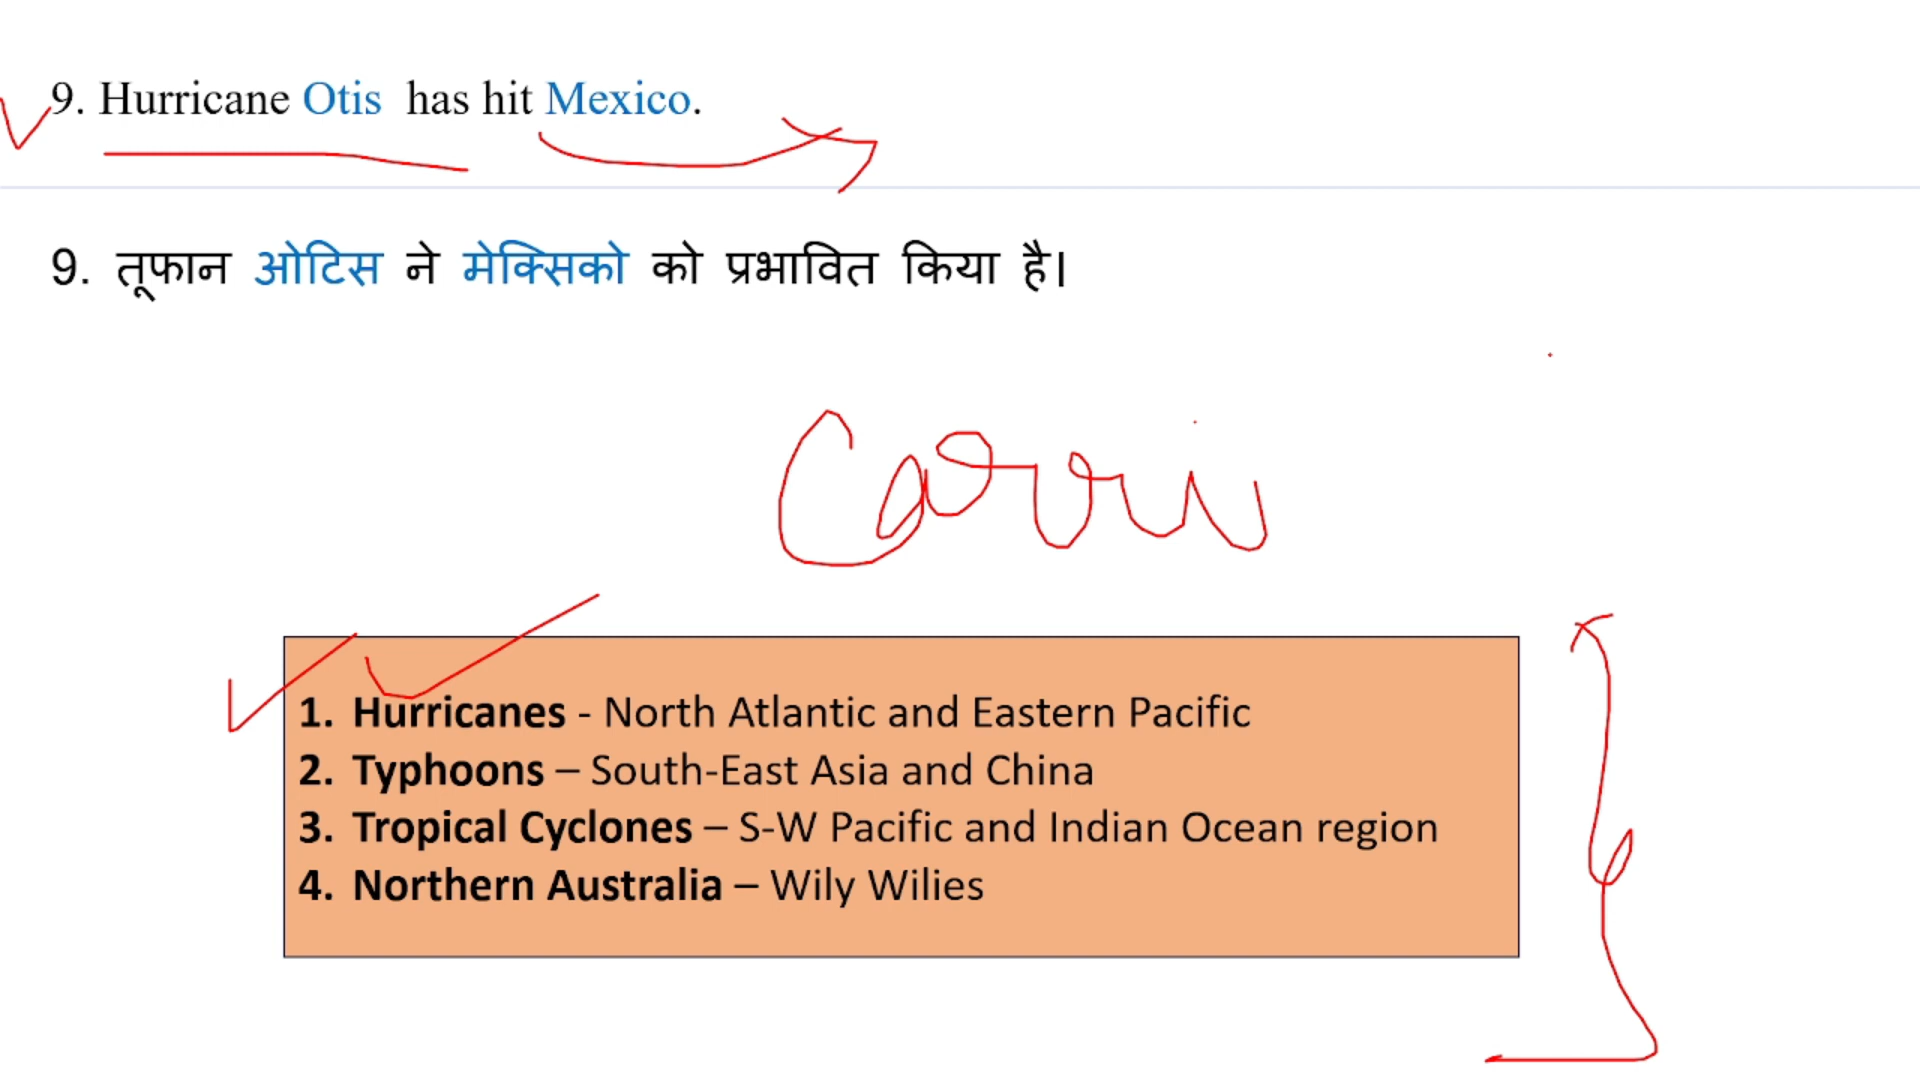 9. Hurricane Otis has hit Mexico.
9. तूफान ओटिस ने मेक्सिको को प्रभावित किया है।
1. Hurricanes - North Atlantic and Eastern Pacific
2. Typhoons – South-East Asia and China
3. Tropical Cyclones – S-W Pacific and Indian Ocean region
4. Northern Australia – Wily Wilies